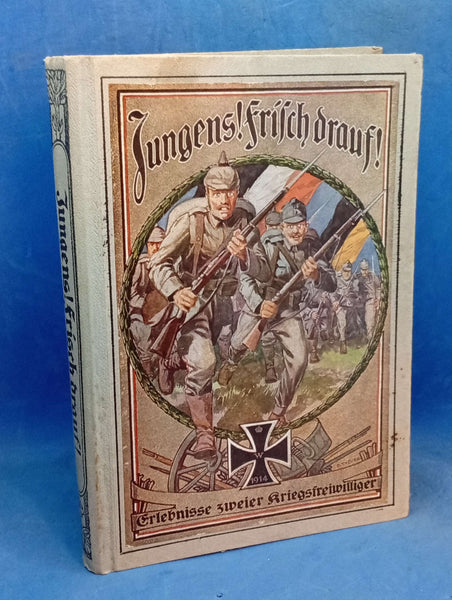 Jungens! Frisch drauf!
Jungens! Frisch drauf!
W
1914
Erlebnisse zweier Kriegsfreiwilliger